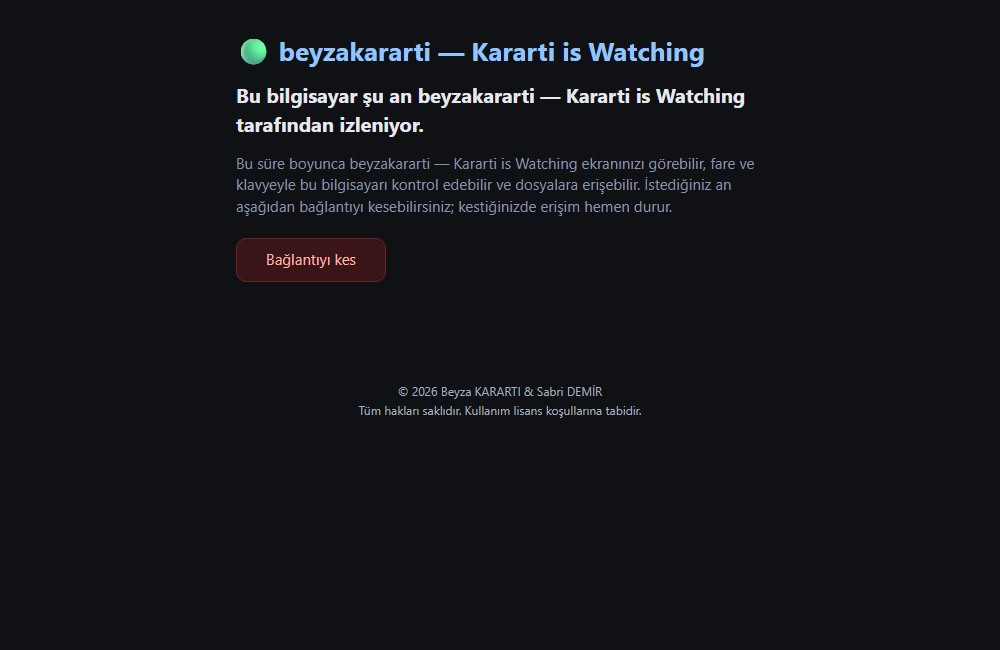 beyzakararti — Kararti is Watching
Bu bilgisayar şu an beyzakararti — Kararti is Watching
tarafından izleniyor.
Bu süre boyunca beyzakararti — Kararti is Watching ekranınızı görebilir, fare ve
klavyeyle bu bilgisayarı kontrol edebilir ve dosyalara erişebilir. İstediğiniz an
aşağıdan bağlantıyı kesebilirsiniz; kestiğinizde erişim hemen durur.
Bağlantıyı kes
© 2026 Beyza KARARTI & Sabri DEMİR
Tüm hakları saklıdır. Kullanım lisans koşullarına tabidir.